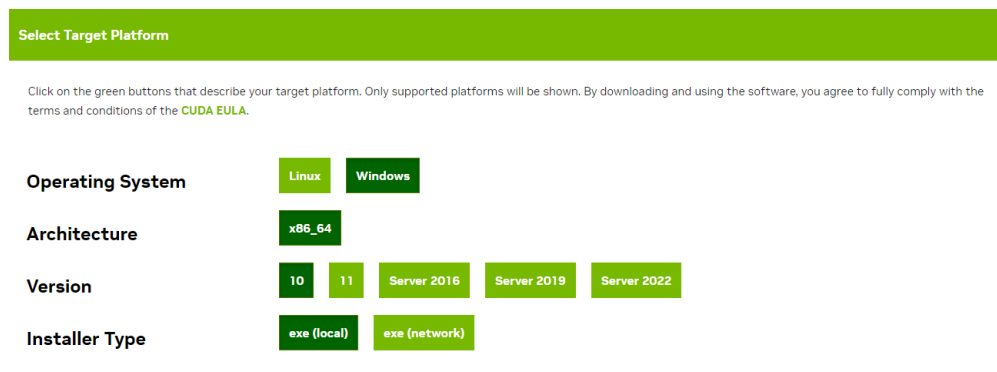 Select Target Platform
Click on the green buttons that describe your target platform. Only supported platforms will be shown. By downloading and using the software, you agree to fully comply with the
terms and conditions of the CUDA EULA.
Operating System Linux Windows
Architecture x86_64
Version 10 11 Server 2016 Server 2019 Server 2022
Installer Type exe (local) exe (network)